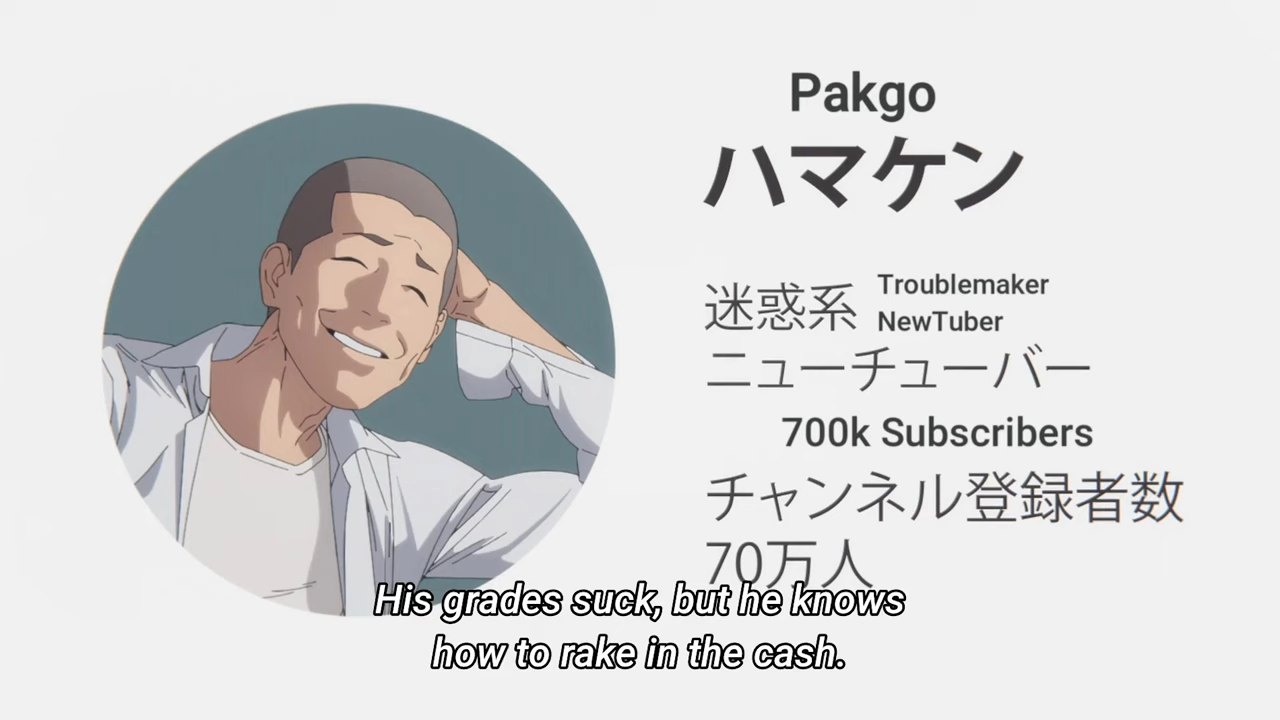 Pakgo
ハマケン
迷惑系
Troublemaker
NewTuber
ニューチューバー
700k Subscribers
チャンネル登録者数
70万人
His grades suck, but he knows
how to rake in the cash.